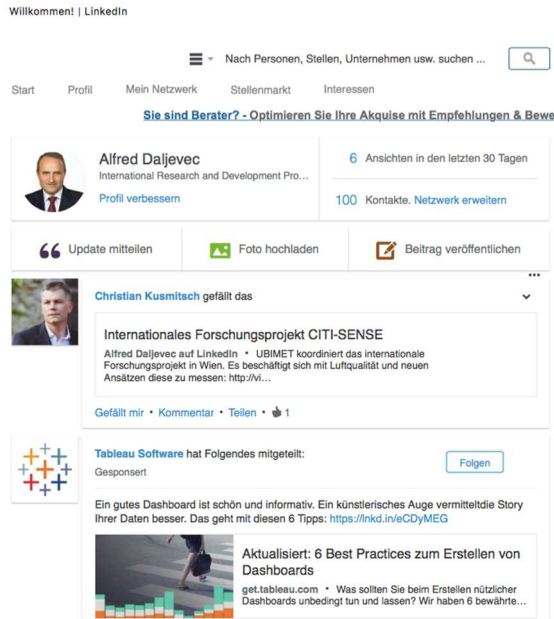 Willkommen! | LinkedIn
Nach Personen, Stellen, Unternehmen usw. suchen ...
Start Profil Mein Netzwerk Stellenmarkt Interessen
Sie sind Berater? - Optimieren Sie Ihre Akquise mit Empfehlungen & Bewe
Alfred Daljevec
International Research and Development Pro...
Profil verbessern
6 Ansichten in den letzten 30 Tagen
100 Kontakte. Netzwerk erweitern
Update mitteilen
Foto hochladen
Beitrag veröffentlichen
Christian Kusmitsch gefällt das
Internationales Forschungsprojekt CITI-SENSE
Alfred Daljevec auf LinkedIn • UBIMET koordiniert das internationale
Forschungsprojekt in Wien. Es beschäftigt sich mit Luftqualität und neuen
Ansätzen diese zu messen: http://vi...
Gefällt mir • Kommentar • Teilen • 1
Tableau Software hat Folgendes mitgeteilt:
Gesponsert
Folgen
Ein gutes Dashboard ist schön und informativ. Ein künstlerisches Auge vermitteltdie Story
Ihrer Daten besser. Das geht mit diesen 6 Tipps: https://lnkd.in/eCDyMEG
Aktualisiert: 6 Best Practices zum Erstellen von
Dashboards
get.tableau.com • Was sollten Sie beim Erstellen nützlicher
Dashboards unbedingt tun und lassen? Wir haben 6 bewährte...